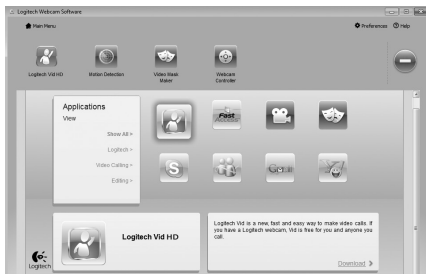 Logitech Webcam Software
Main Menu
Preferences
Help
Logitech Vid HD
Motion Detection
Video Mask
Maker
Webcam
Controller
Applications
View
Show All >
Logitech >
Video Calling >
Editing >
Fast
Access
Logitech Vid HD
Logitech Vid is a new, fast and easy way to make video calls. If
you have a Logitech webcam, Vid is free for you and anyone you
call.
Download >
Logitech